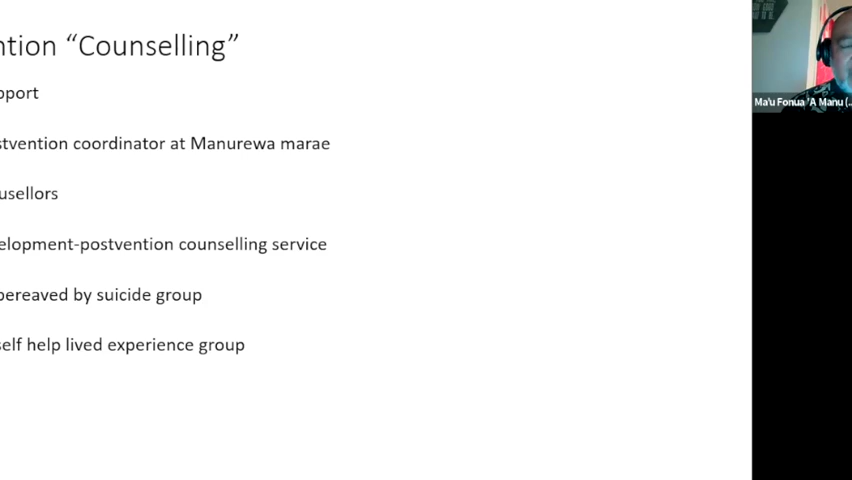 ntion “Counselling”
pport
stvention coordinator at Manurewa marae
usellors
elopment-postvention counselling service
bereaved by suicide group
self help lived experience group
Ma'u Fonua 'A Manu (...